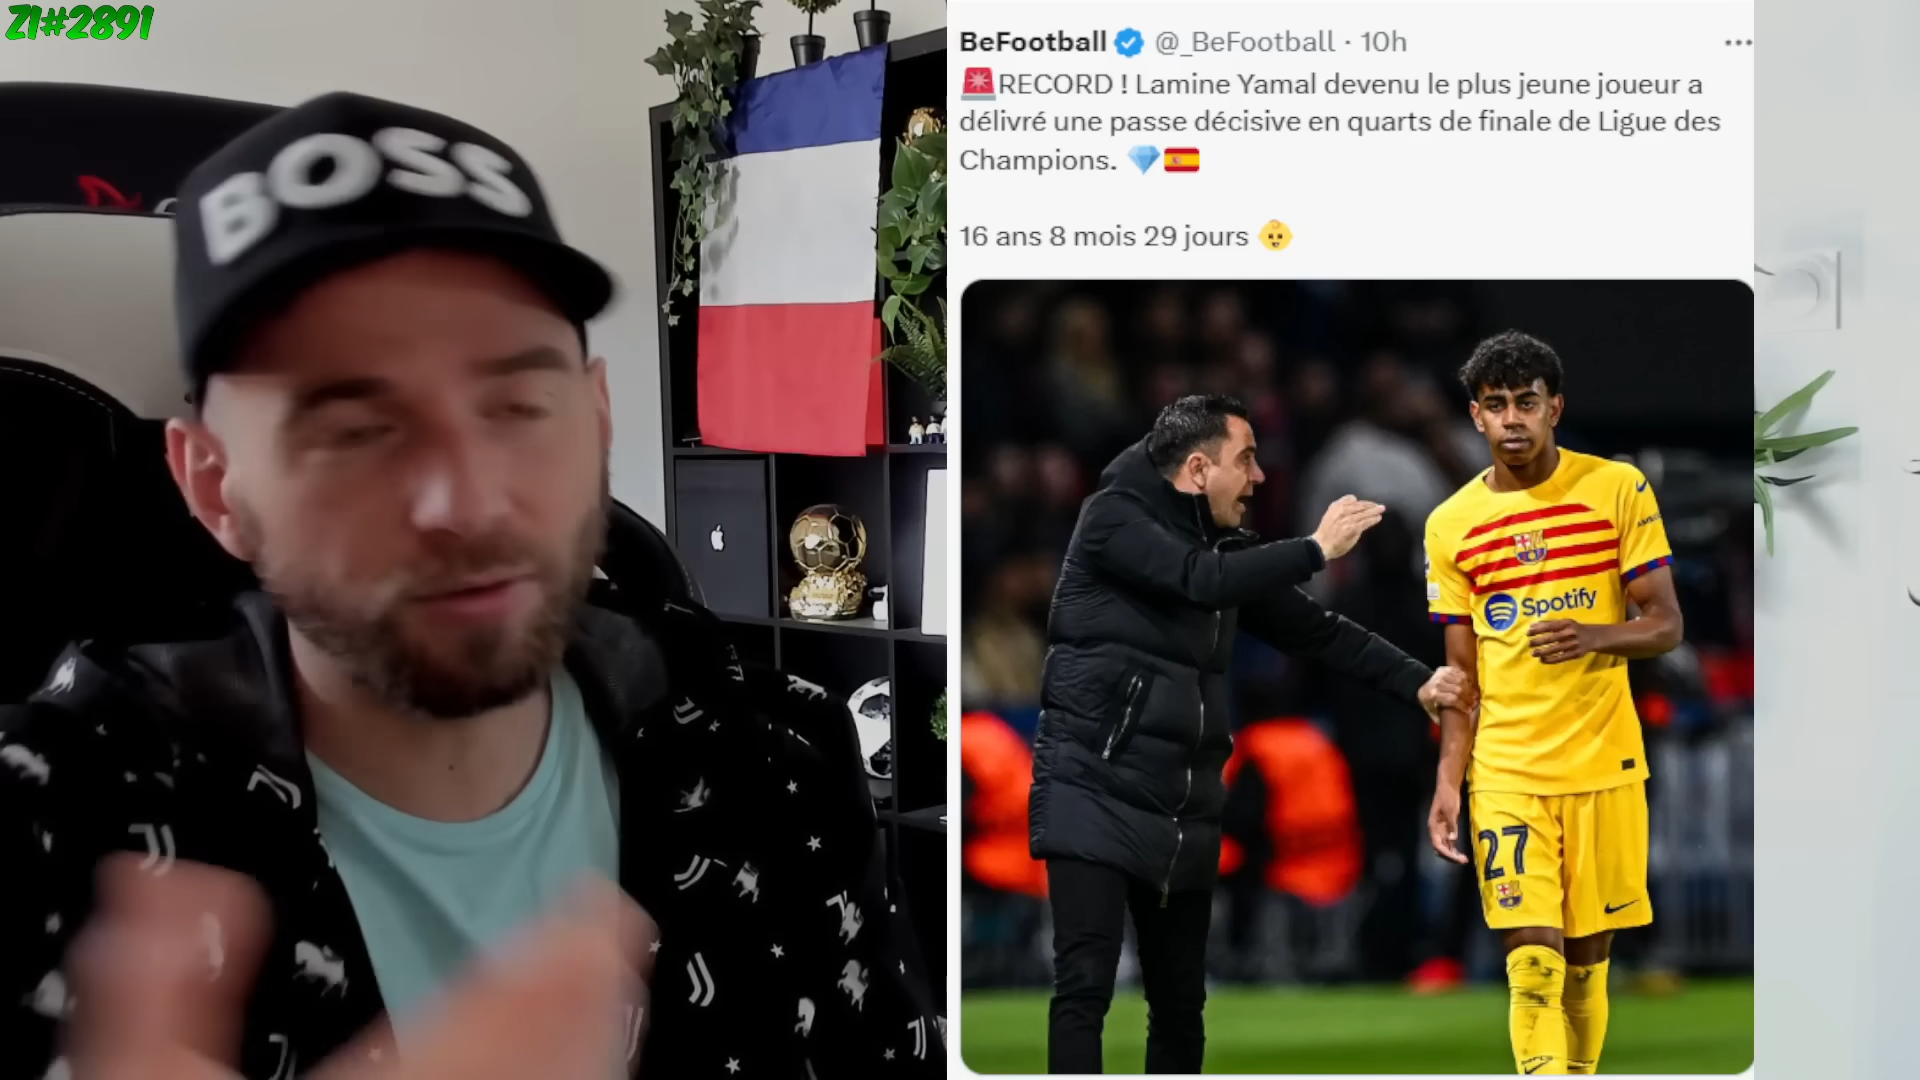 ZI#2891
BOSS
BeFootball @_BeFootball · 10h
🚨RECORD ! Lamine Yamal devenu le plus jeune joueur a
délivré une passe décisive en quarts de finale de Ligue des
Champions. 💎🇪🇸
16 ans 8 mois 29 jours 👶
Spotify
27